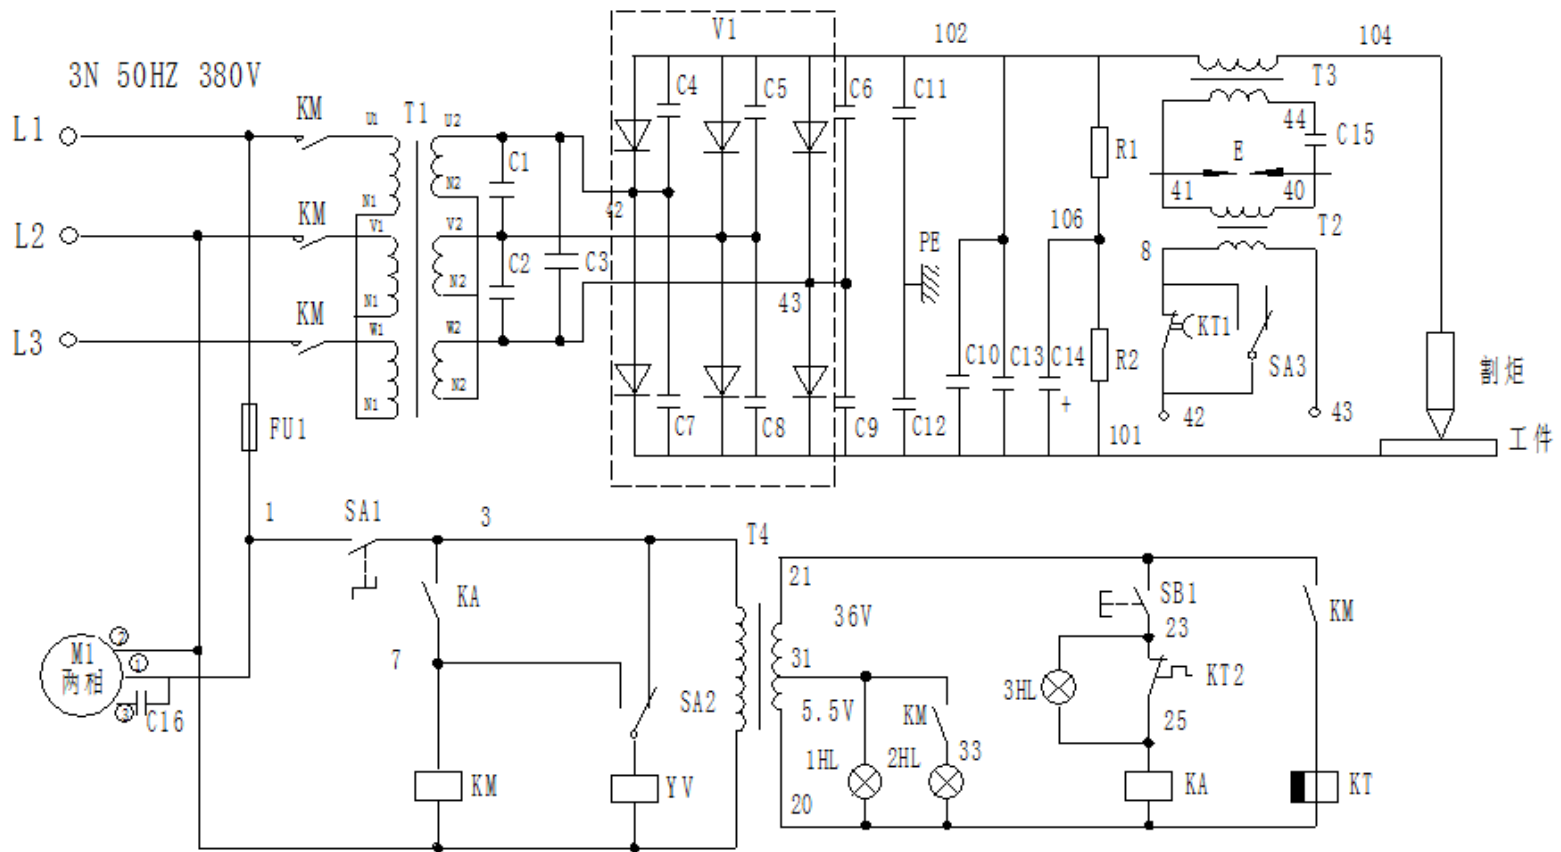 3N 50HZ 380V
L1
KM
U1
T1
U2
N1
N2
L2
KM
V1
V2
N1
N2
L3
KM
W1
W2
N1
N2
C1
C2
C3
FU1
V1
C4
C5
C6
C11
42
43
C7
C8
C9
C12
102
104
PE
R1
106
R2
C10
C13
C14
+
101
T3
44
C15
E
41
40
T2
8
KT1
SA3
42
43
割炬
工件
1
SA1
3
KA
7
SA2
KM
YV
M1
两相
②
①
③
C16
T4
21
36V
31
5.5V
20
1HL
KM
33
2HL
SB1
23
3HL
KT2
25
KA
KM
KT